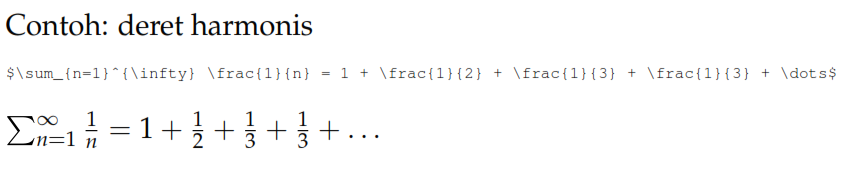 Contoh: deret harmonis
$\sum_{n=1}^{\infty} \frac{1}{n} = 1 + \frac{1}{2} + \frac{1}{3} + \frac{1}{3} + \dots$
∑_{n=1}^{∞} 1/n = 1 + 1/2 + 1/3 + 1/3 + ...